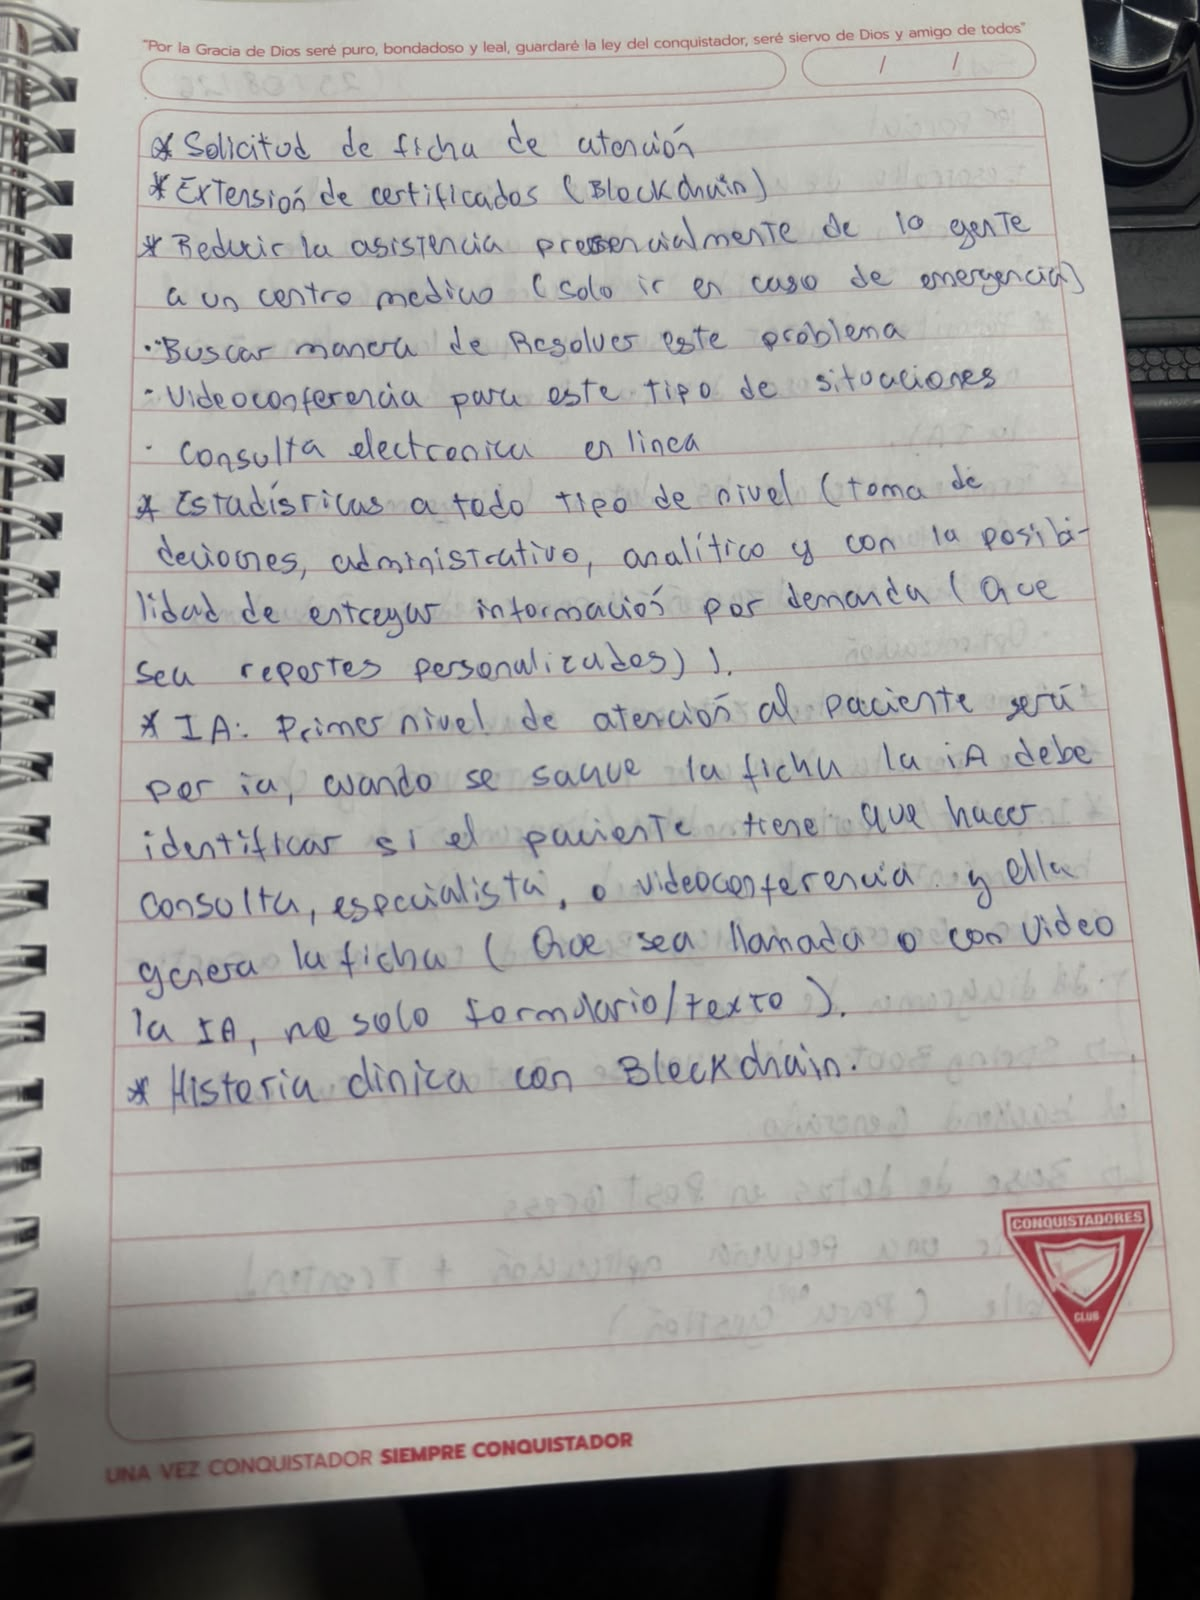 "Por la Gracia de Dios seré puro, bondadoso y leal, guardaré la ley del conquistador, seré siervo de Dios y amigo de todos"
/ /
* Solicitud de ficha de atención
* Extensión de certificados (Blockchain)
* Reducir la asistencia presencialmente de la gente
a un centro medico (solo ir en caso de emergencia)
· Buscar manera de Resolver este problema
· Videoconferencia para este tipo de situaciones
· Consulta electronica en linea
* Estadísricas a todo tipo de nivel (toma de
deciones, administrativo, analítico y con la posibi-
lidad de entregar información por demanda (Que
sea reportes personalizados)).
* IA: Primer nivel de atención al paciente será
por ia, cuando se saque la ficha la iA debe
identificar si el paciente tiene que hacer
consulta, especialista, o videoconferencia y ella
genera la ficha (Que sea llamada o con video
la IA, no solo formulario/texto).
* Historia clinica con Blockchain.
CONQUISTADORES
CLUB
UNA VEZ CONQUISTADOR SIEMPRE CONQUISTADOR